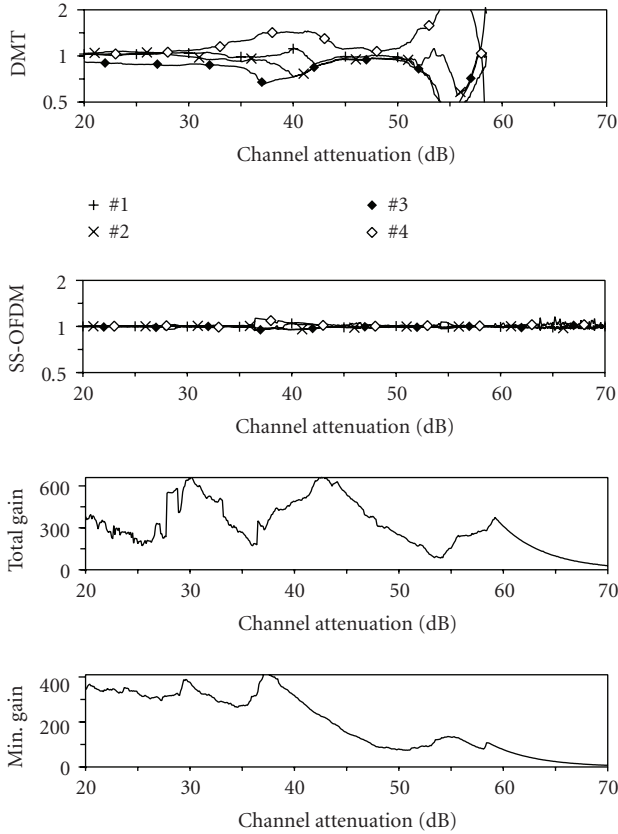 DMT
2
1
0.5
20 30 40 50 60 70
Channel attenuation (dB)
#1 #3
#2 #4
SS-OFDM
2
1
0.5
20 30 40 50 60 70
Channel attenuation (dB)
Total gain
600
300
0
20 30 40 50 60 70
Channel attenuation (dB)
Min. gain
400
200
0
20 30 40 50 60 70
Channel attenuation (dB)